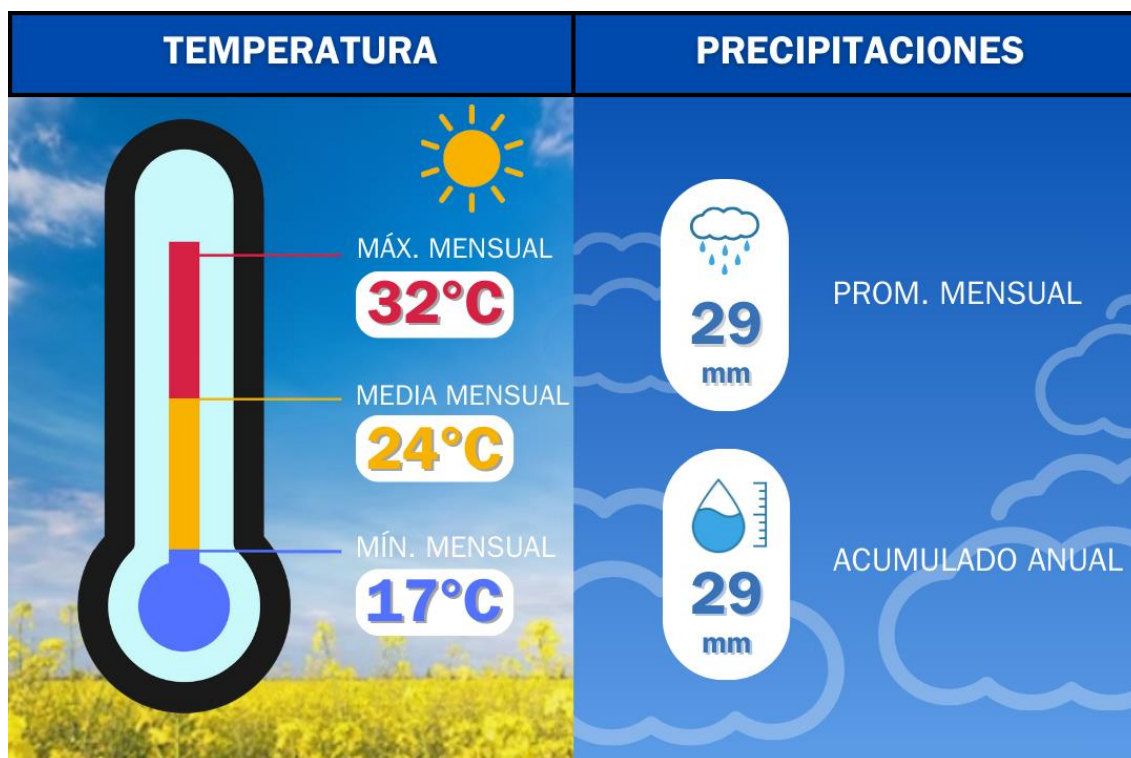 TEMPERATURA
PRECIPITACIONES
MÁX. MENSUAL
32°C
MEDIA MENSUAL
24°C
MÍN. MENSUAL
17°C
29
mm
PROM. MENSUAL
29
mm
ACUMULADO ANUAL